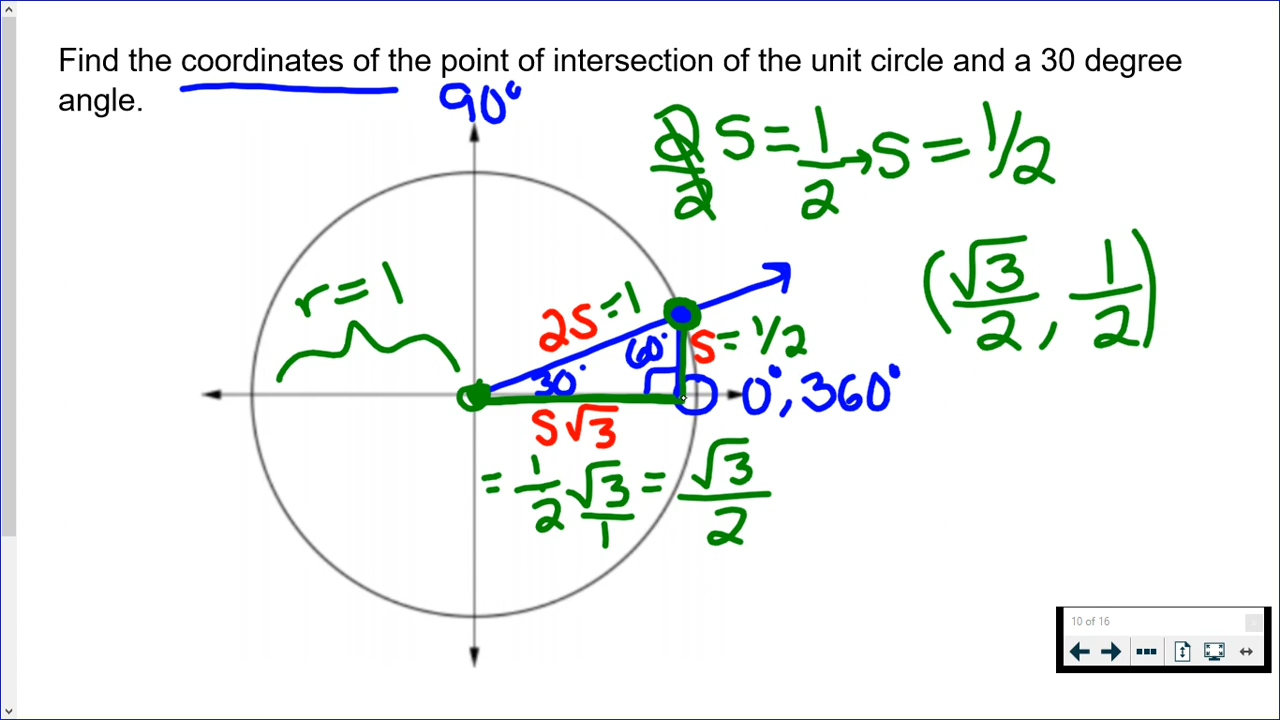 Find the coordinates of the point of intersection of the unit circle and a 30 degree
angle.
90°
2/2 S = 1/2 → S = 1/2
(√3/2, 1/2)
r = 1
2S = 1
60°
S = 1/2
30°
0°, 360°
S√3
= 1/2 √3/1 = √3/2
10 of 16